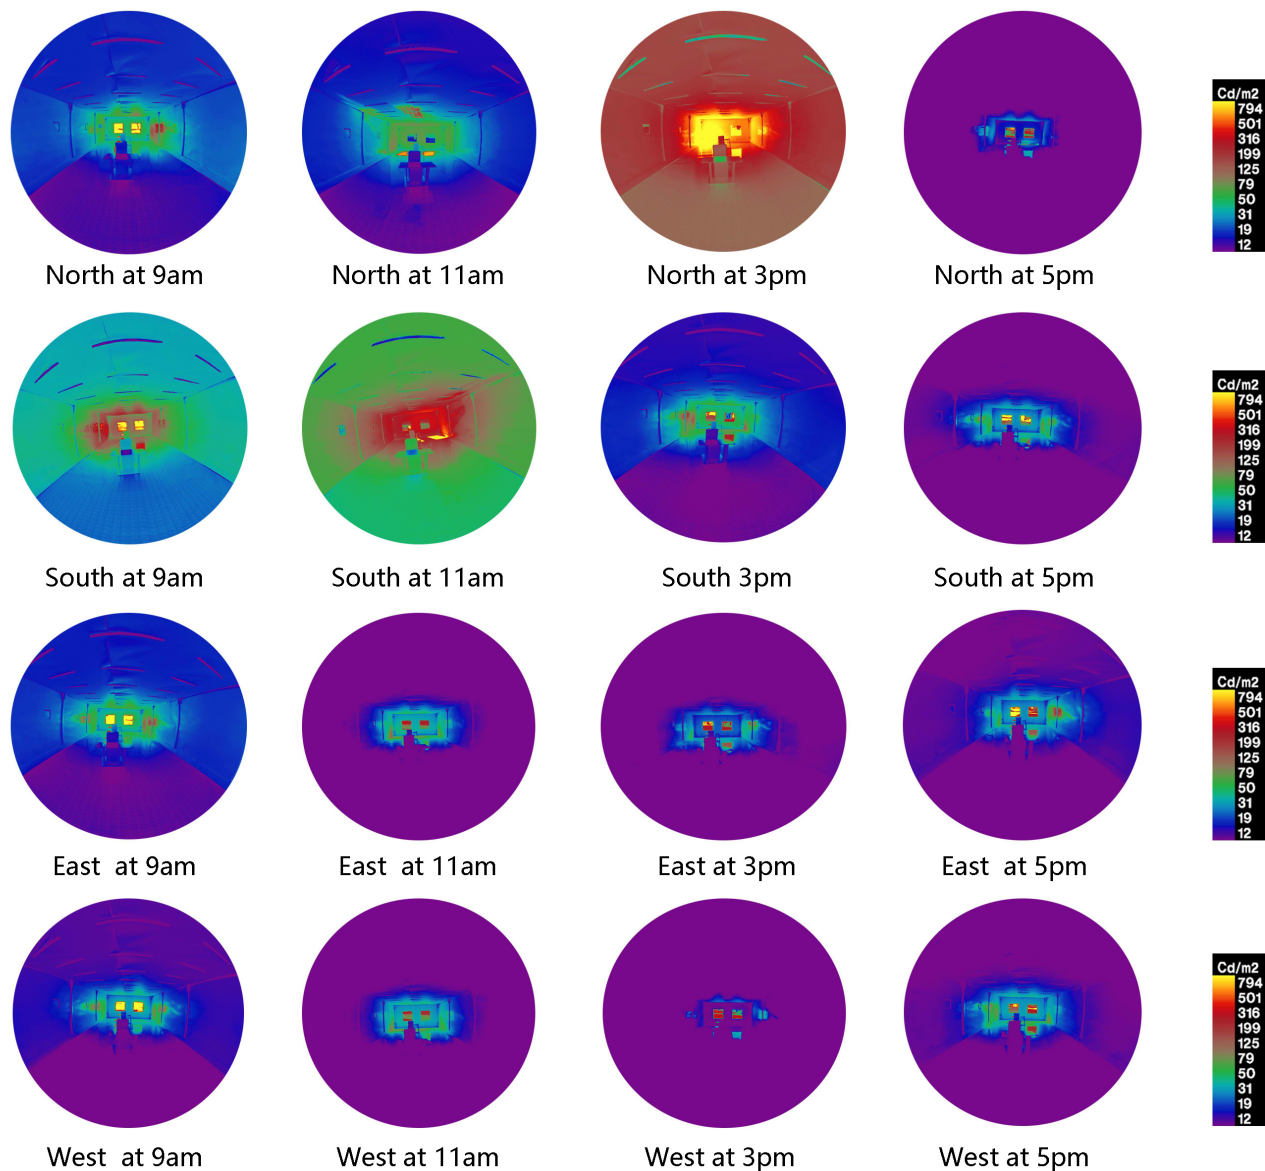 Cd/m2
794
501
316
199
125
79
50
31
19
12
North at 9am
North at 11am
North at 3pm
North at 5pm
Cd/m2
794
501
316
199
125
79
50
31
19
12
South at 9am
South at 11am
South 3pm
South at 5pm
Cd/m2
794
501
316
199
125
79
50
31
19
12
East  at 9am
East at 11am
East at 3pm
East  at 5pm
Cd/m2
794
501
316
199
125
79
50
31
19
12
West  at 9am
West at 11am
West at 3pm
West at 5pm